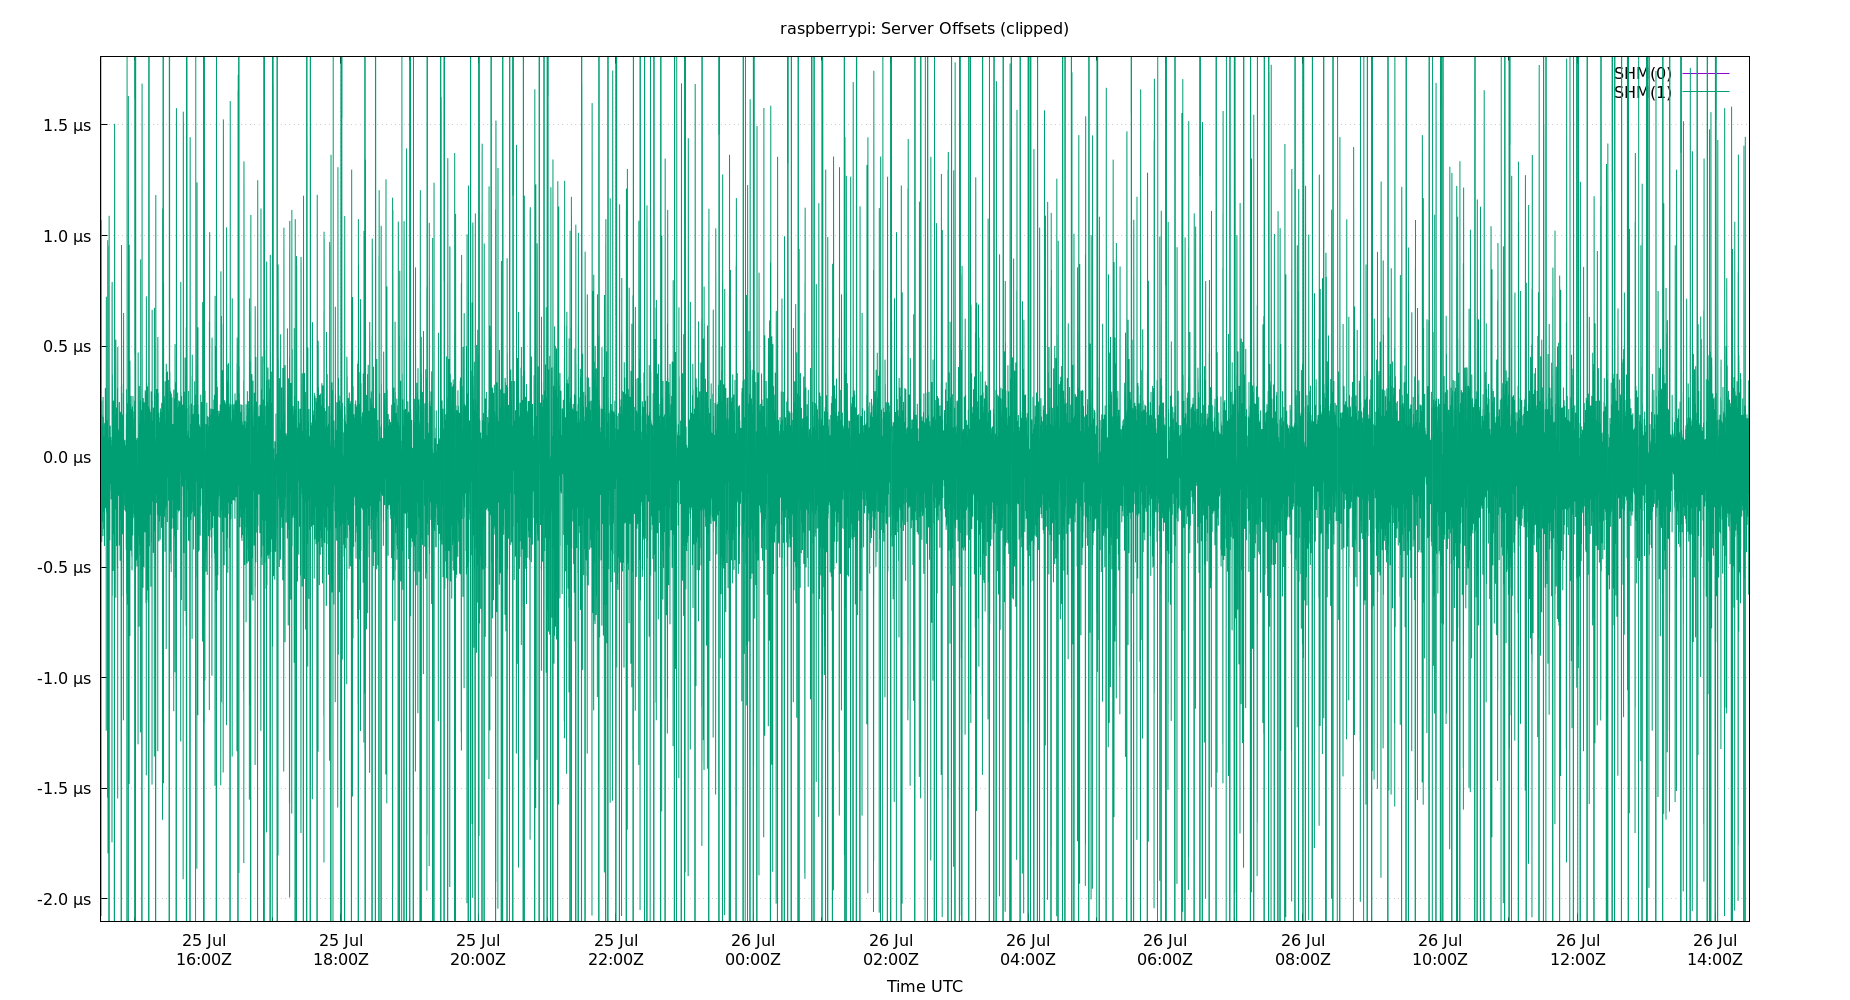 raspberrypi: Server Offsets (clipped)
SHM(0)
SHM(1)
1.5 µs
1.0 µs
0.5 µs
0.0 µs
-0.5 µs
-1.0 µs
-1.5 µs
-2.0 µs
25 Jul 25 Jul 25 Jul 25 Jul 26 Jul 26 Jul 26 Jul 26 Jul 26 Jul 26 Jul 26 Jul 26 Jul
16:00Z 18:00Z 20:00Z 22:00Z 00:00Z 02:00Z 04:00Z 06:00Z 08:00Z 10:00Z 12:00Z 14:00Z
Time UTC